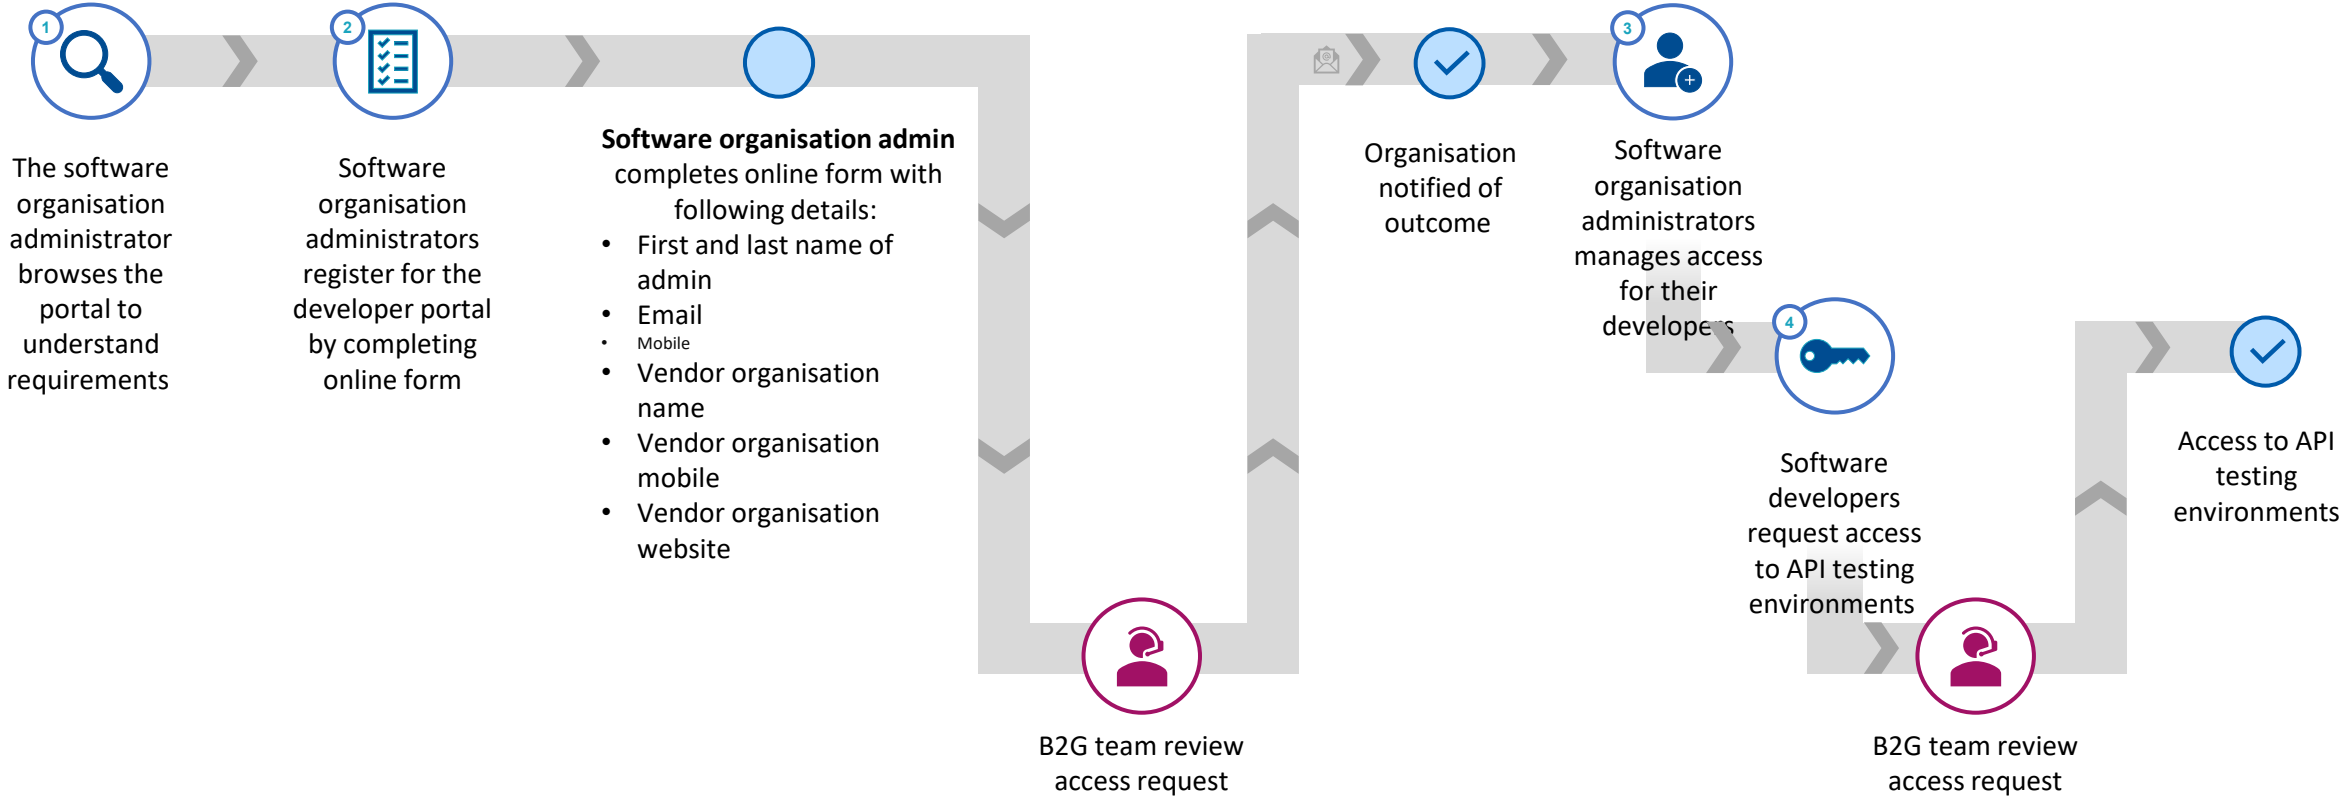 1
The software
organisation
administrator
browses the
portal to
understand
requirements
2
Software
organisation
administrators
register for the
developer portal
by completing
online form
Software organisation admin
completes online form with
following details:
• First and last name of
admin
• Email
• Mobile
• Vendor organisation
name
• Vendor organisation
mobile
• Vendor organisation
website
B2G team review
access request
Organisation
notified of
outcome
3
Software
organisation
administrators
manages access
for their
developers
4
Software
developers
request access
to API testing
environments
B2G team review
access request
Access to API
testing
environments